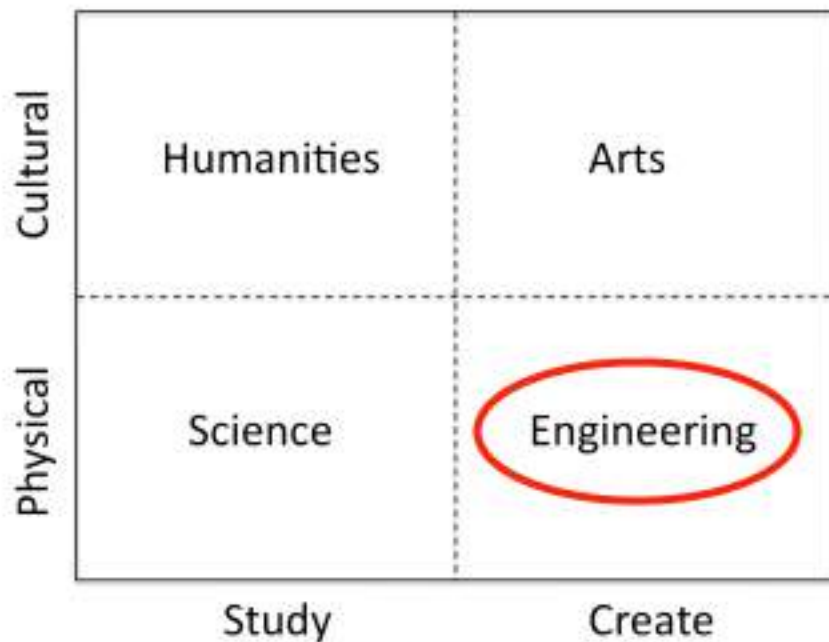 Cultural
Humanities
Arts
Physical
Science
Engineering
Study
Create